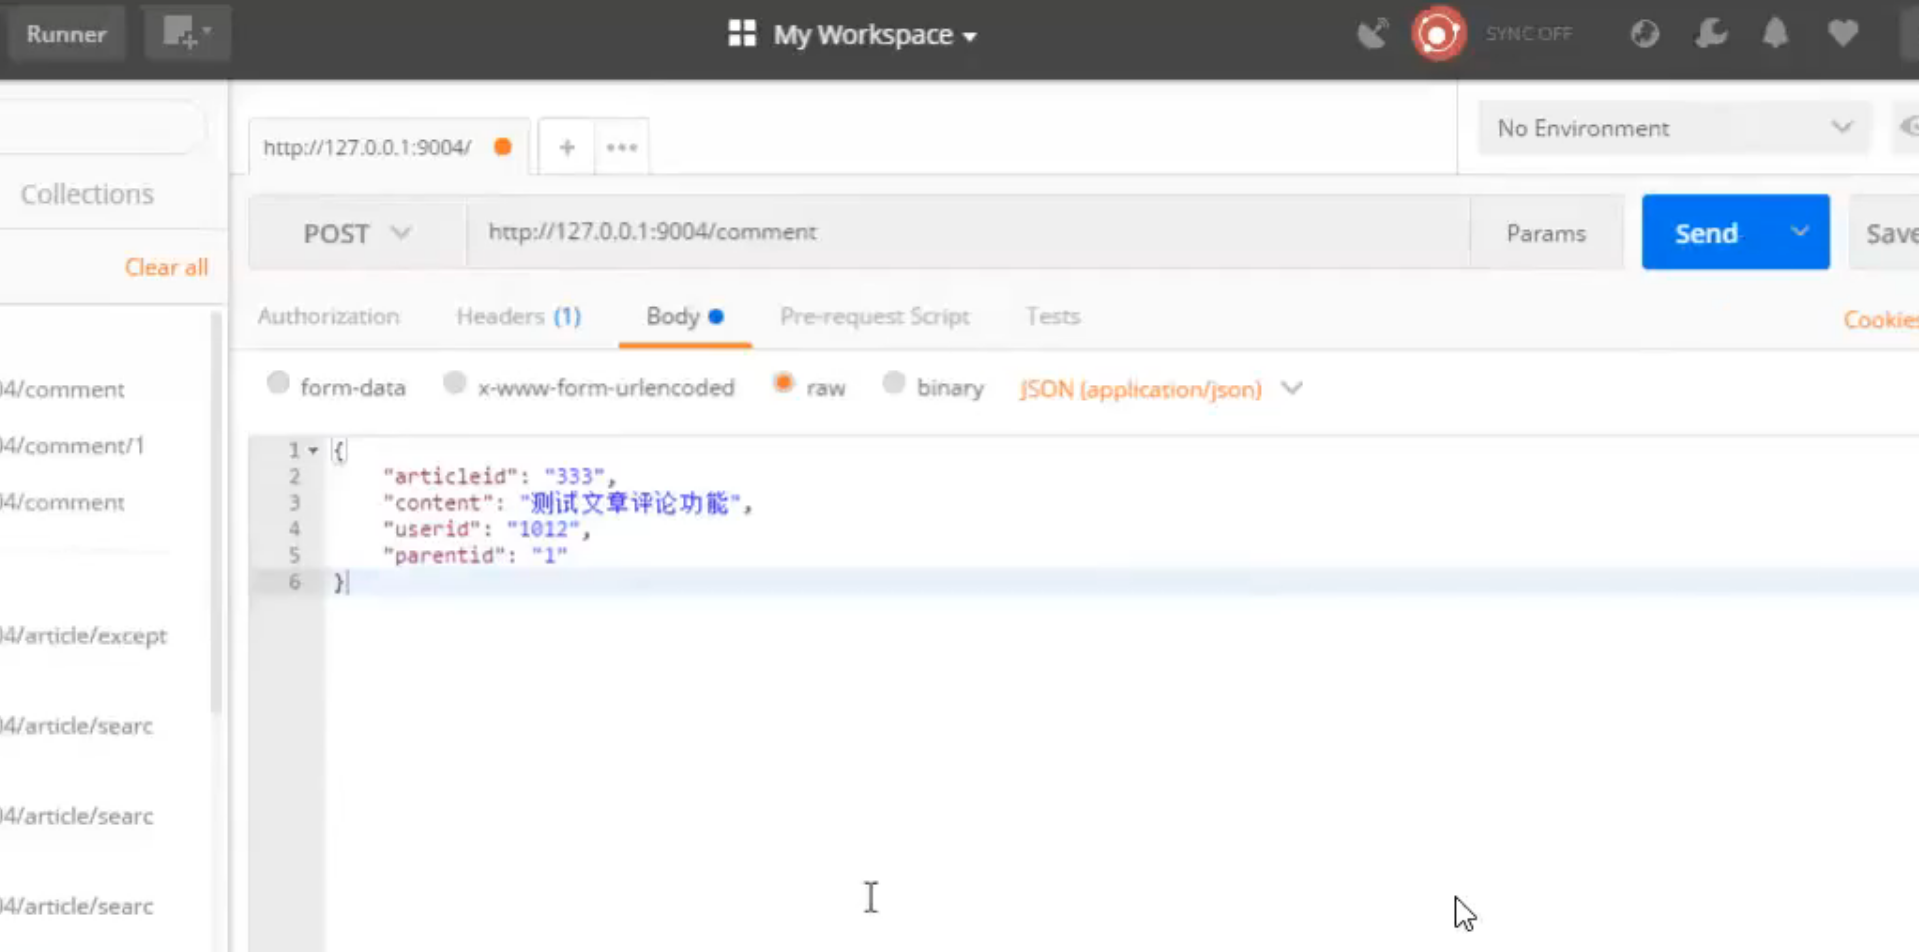 Runner
My Workspace
SYNC OFF
http://127.0.0.1:9004/
+
•••
No Environment
Collections
Clear all
POST
http://127.0.0.1:9004/comment
Params
Send
Save
Authorization
Headers (1)
Body
Pre-request Script
Tests
Cookies
form-data
x-www-form-urlencoded
raw
binary
JSON (application/json)
04/comment
04/comment/1
04/comment
04/article/except
04/article/searc
04/article/searc
04/article/searc
1 {
2 "articleid": "333",
3 "content": "测试文章评论功能",
4 "userid": "1012",
5 "parentid": "1"
6 }